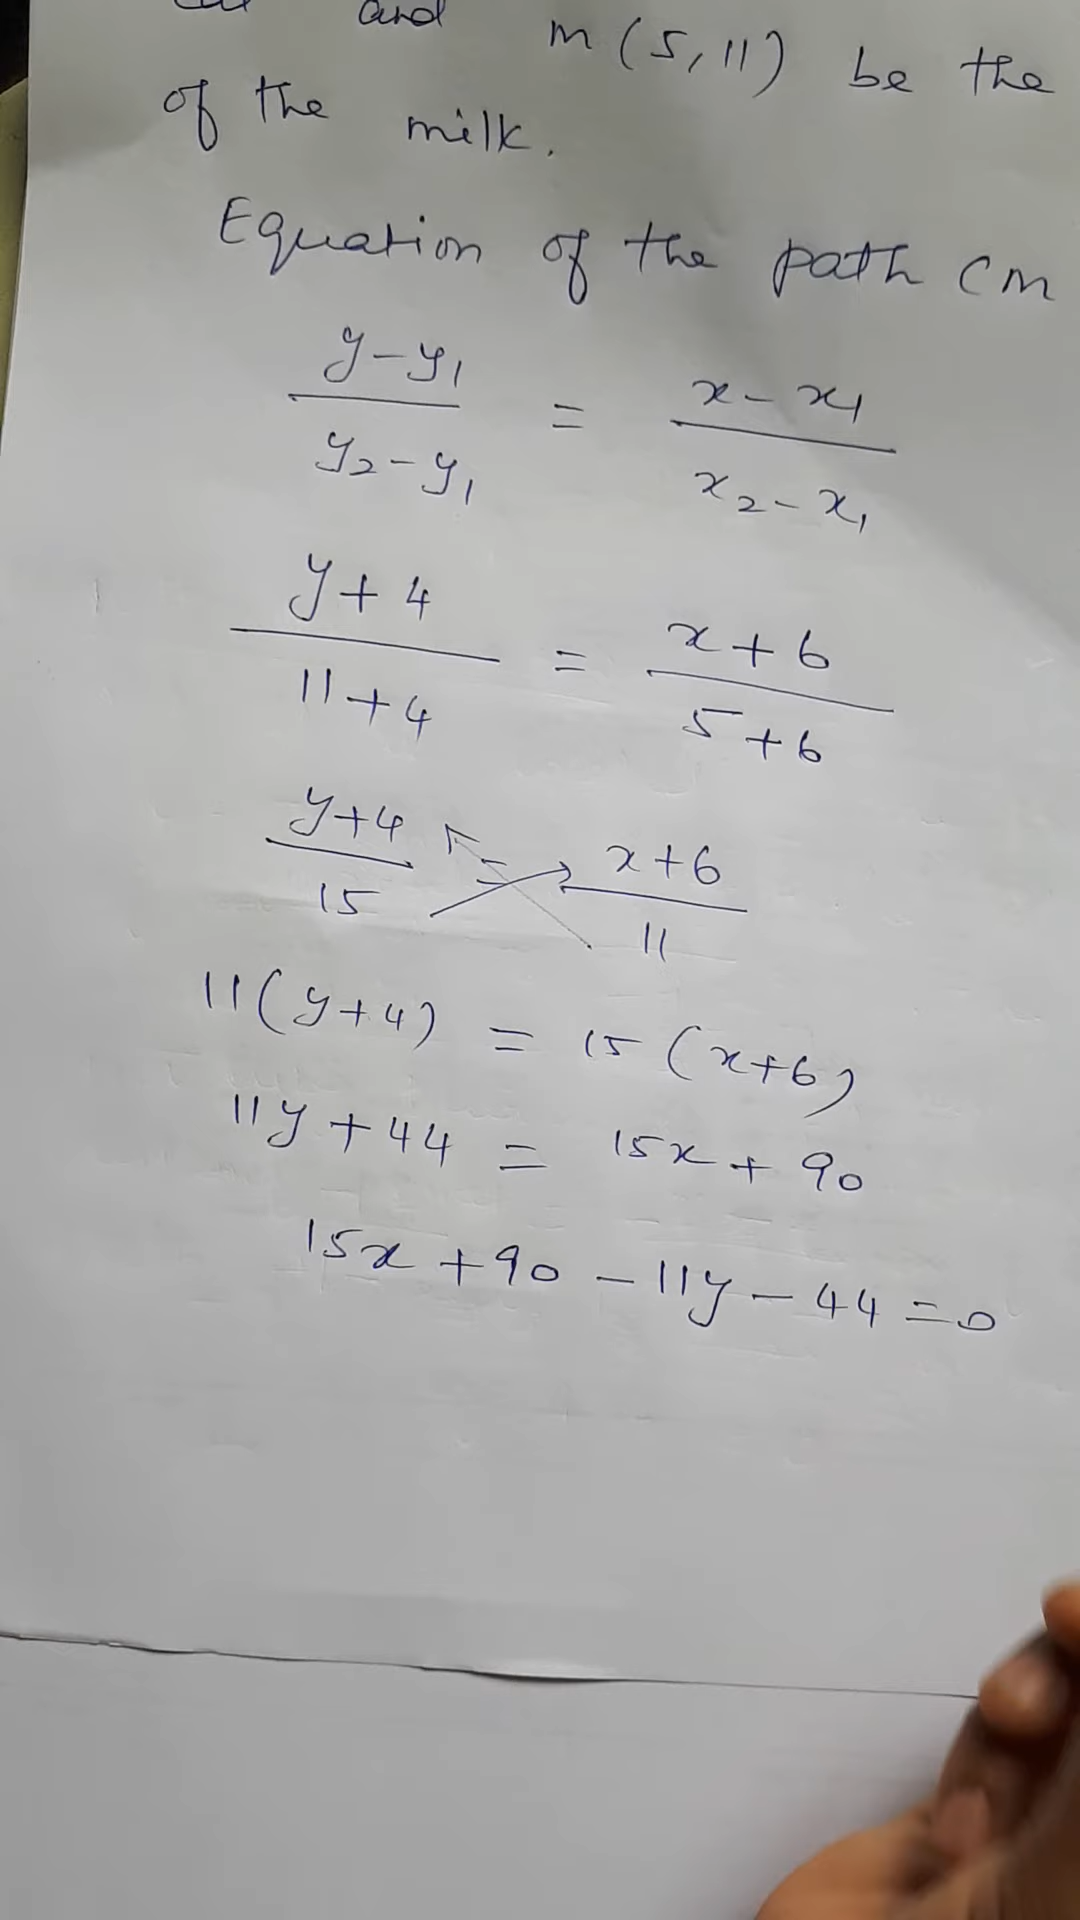 and m(5,11) be the
of the milk.
Equation of the path CM
y-y₁/y₂-y₁ = x-x₁/x₂-x₁
y+4/11+4 = x+6/5+6
y+4/15 = x+6/11
11(y+4) = 15(x+6)
11y+44 = 15x+90
15x+90-11y-44=0